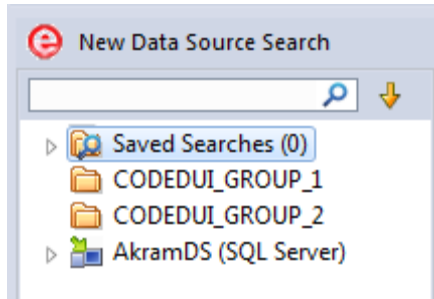 New Data Source Search
Saved Searches (0)
CODEDUI_GROUP_1
CODEDUI_GROUP_2
AkramDS (SQL Server)